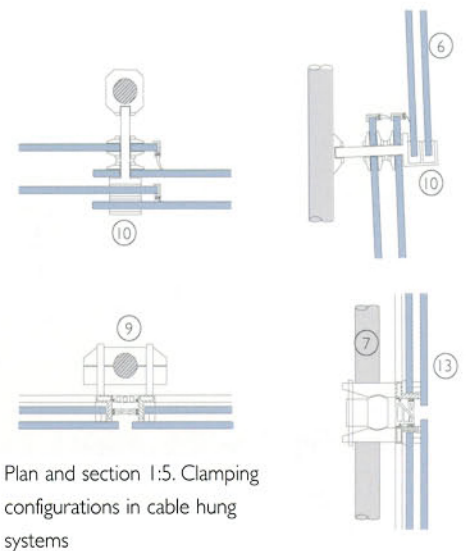 6
10
10
9
7
13
Plan and section 1:5. Clamping
configurations in cable hung
systems